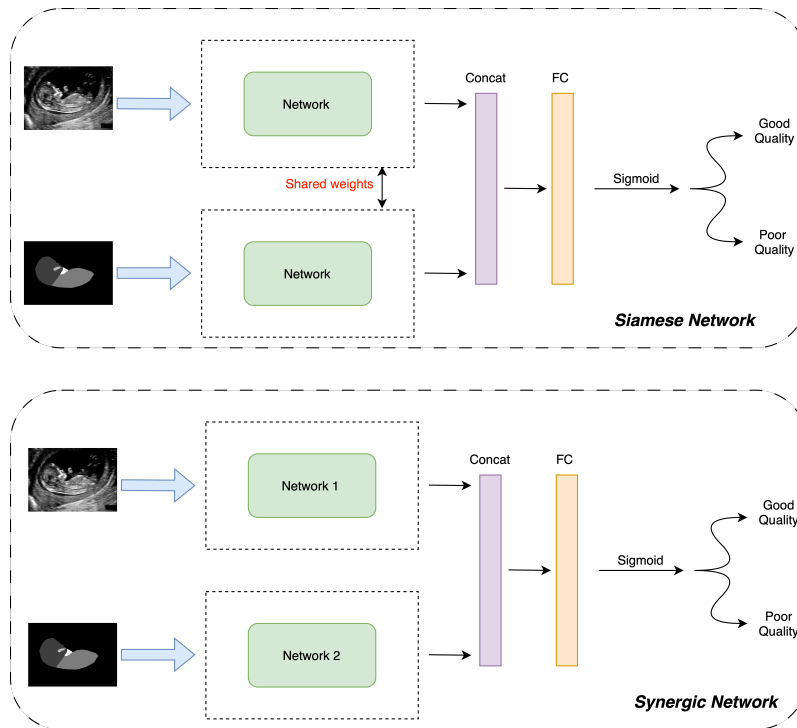 Concat
FC
Network
Good
Quality
Shared weights
Sigmoid
Poor
Quality
Network
Siamese Network
Concat
FC
Network 1
Good
Quality
Sigmoid
Poor
Quality
Network 2
Synergic Network